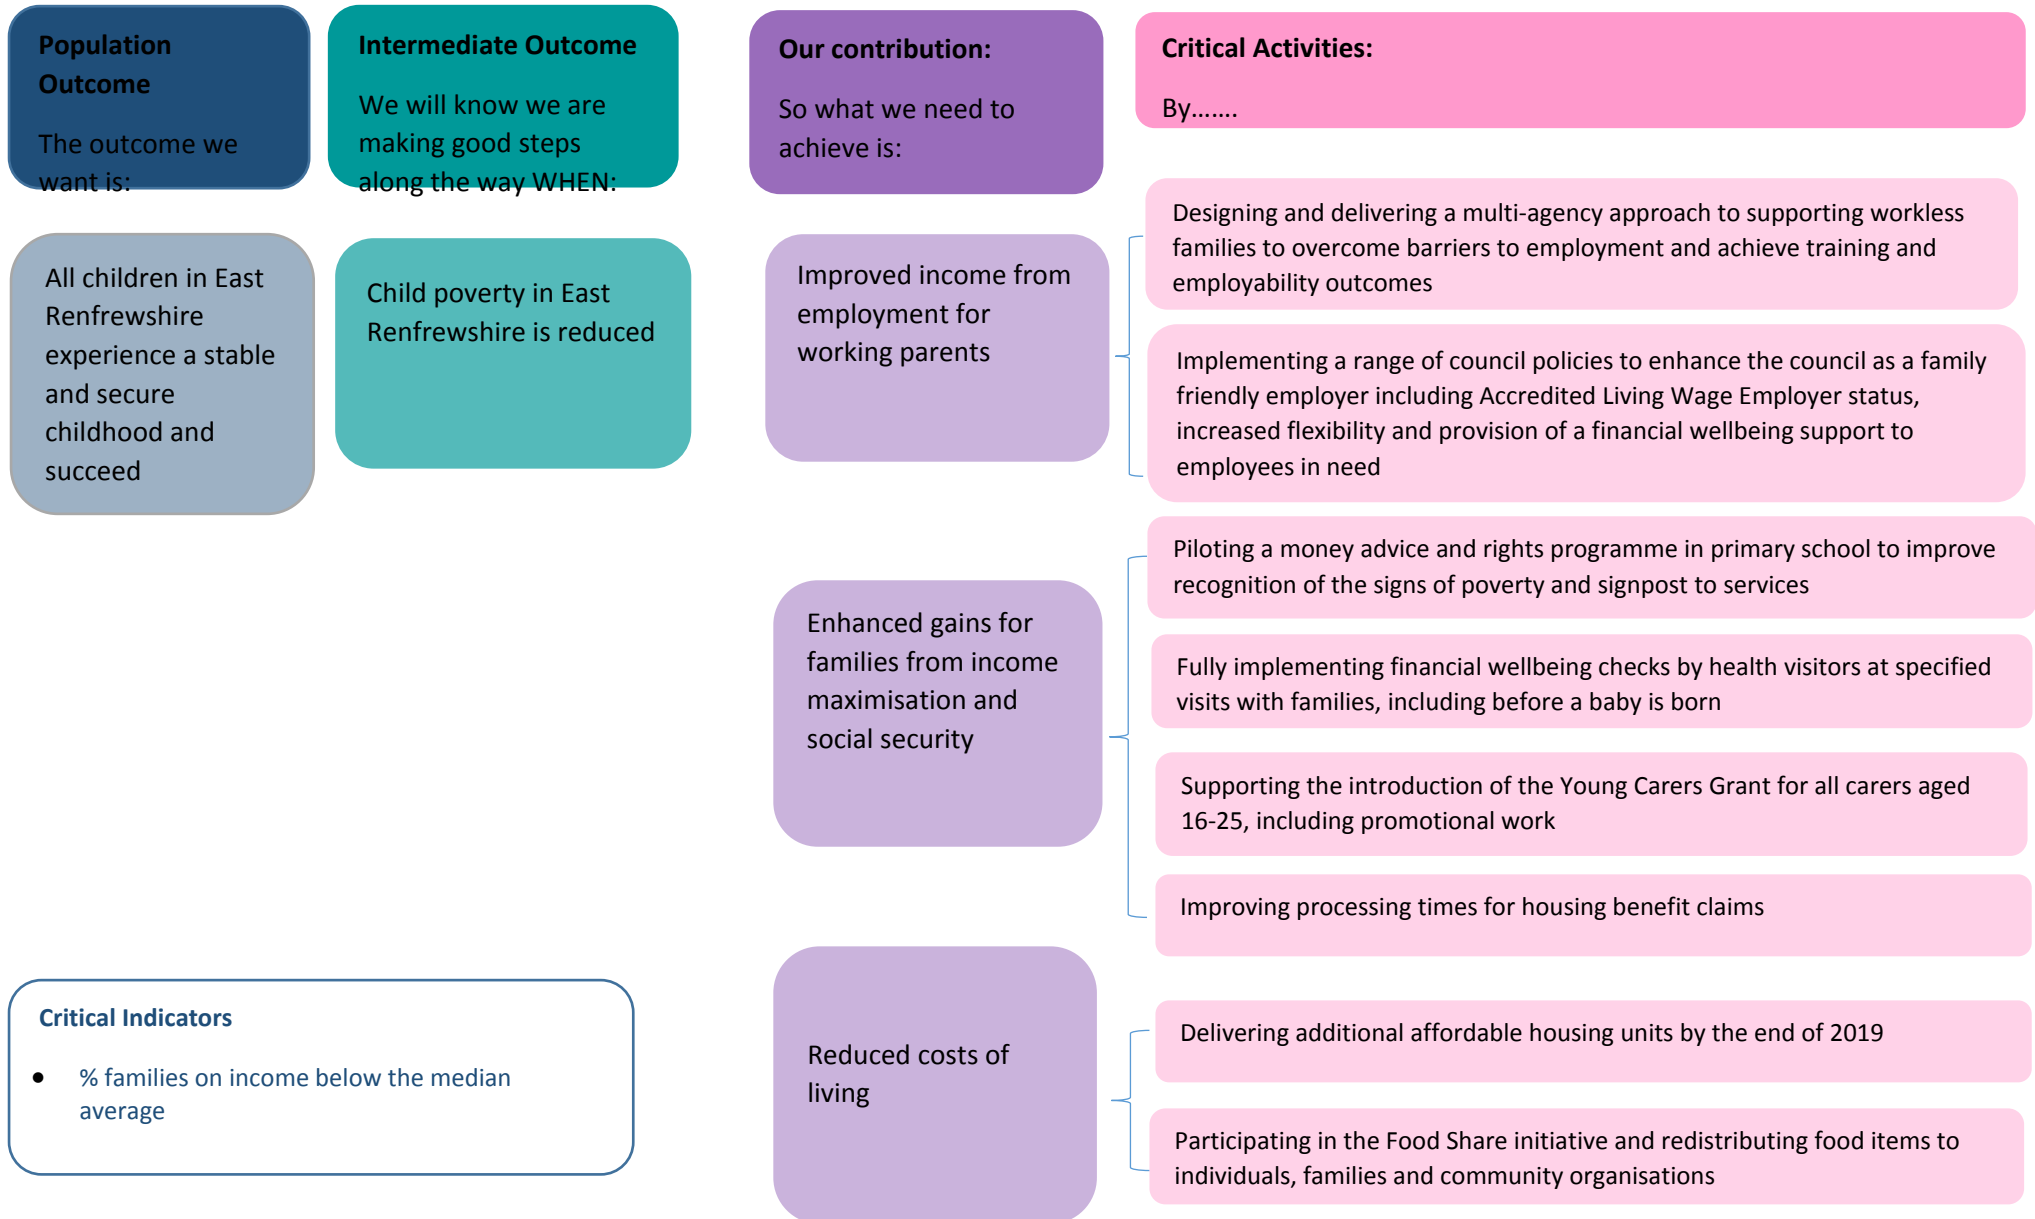 Population
Outcome
The outcome we
want is:
Intermediate Outcome
We will know we are
making good steps
along the way WHEN:
Our contribution:
So what we need to
achieve is:
Critical Activities:
By…….
All children in East
Renfrewshire
experience a stable
and secure
childhood and
succeed
Child poverty in East
Renfrewshire is reduced
Improved income from
employment for
working parents
Designing and delivering a multi-agency approach to supporting workless
families to overcome barriers to employment and achieve training and
employability outcomes
Implementing a range of council policies to enhance the council as a family
friendly employer including Accredited Living Wage Employer status,
increased flexibility and provision of a financial wellbeing support to
employees in need
Enhanced gains for
families from income
maximisation and
social security
Piloting a money advice and rights programme in primary school to improve
recognition of the signs of poverty and signpost to services
Fully implementing financial wellbeing checks by health visitors at specified
visits with families, including before a baby is born
Supporting the introduction of the Young Carers Grant for all carers aged
16-25, including promotional work
Improving processing times for housing benefit claims
Reduced costs of
living
Delivering additional affordable housing units by the end of 2019
Participating in the Food Share initiative and redistributing food items to
individuals, families and community organisations
Critical Indicators
• % families on income below the median
average